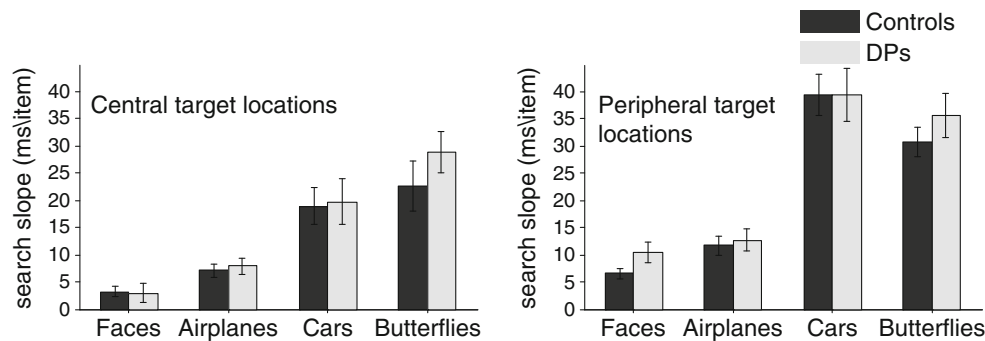 Controls
DPs
search slope (ms\item)
40
35
30
25
20
15
10
5
0
Central target locations
Faces Airplanes Cars Butterflies
search slope (ms\item)
40
35
30
25
20
15
10
5
0
Peripheral target
locations
Faces Airplanes Cars Butterflies